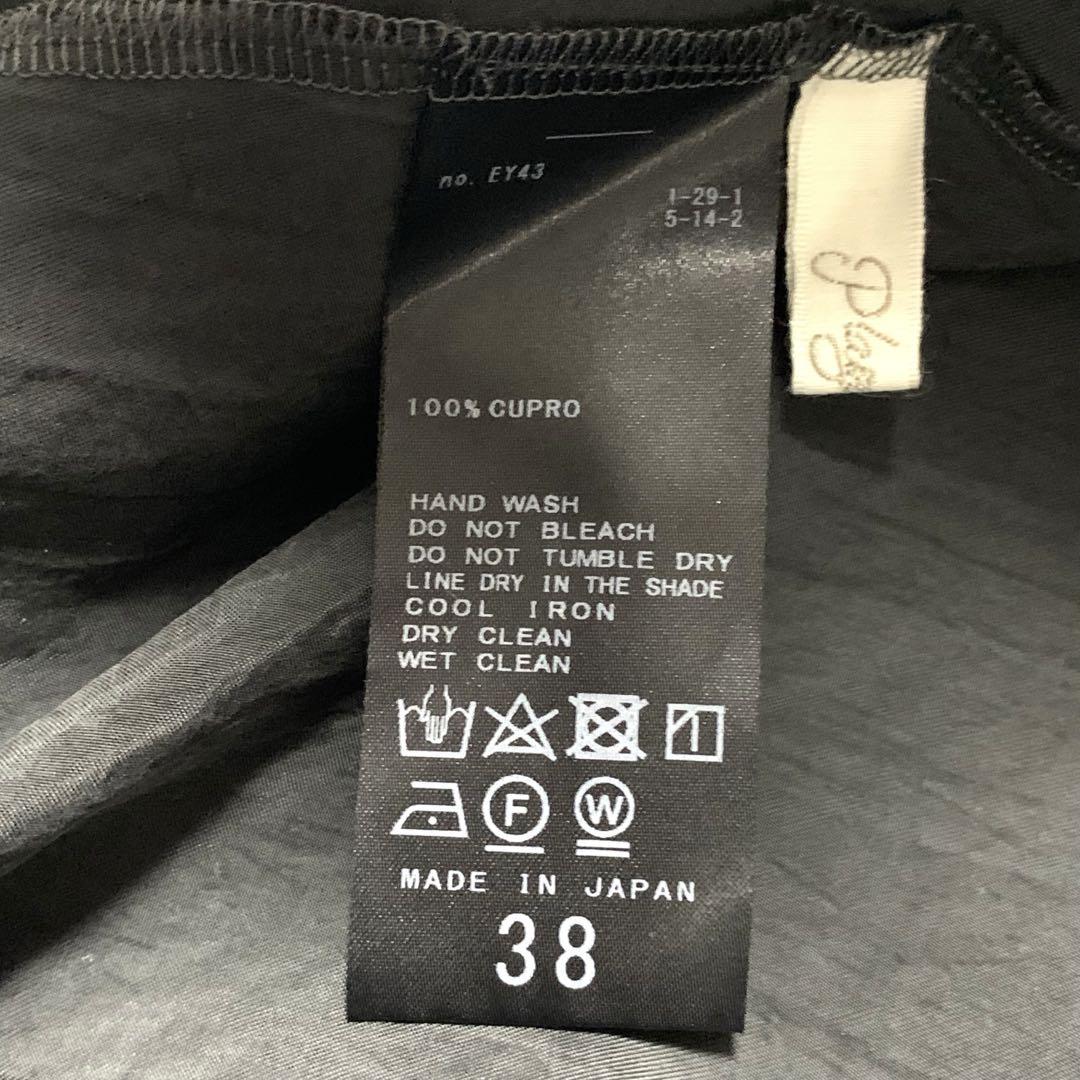 no. EY43
1-29-1
5-14-2
100% CUPRO
HAND WASH
DO NOT BLEACH
DO NOT TUMBLE DRY
LINE DRY IN THE SHADE
COOL IRON
DRY CLEAN
WET CLEAN
F W
MADE IN JAPAN
38